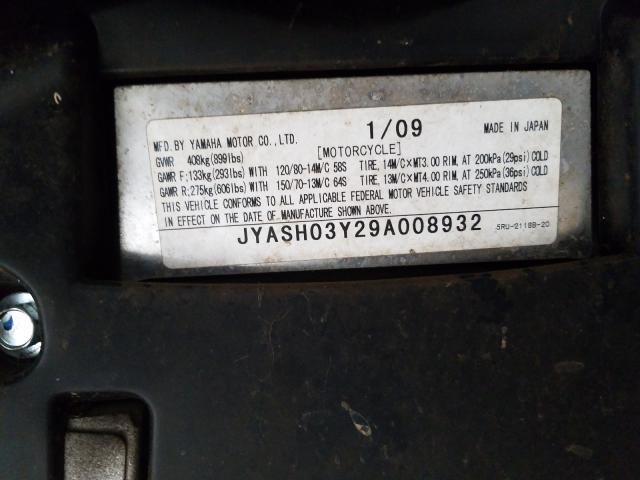 MFD.BY YAMAHA MOTOR CO.,LTD. 1/09 MADE IN JAPAN
GVWR 408kg(899lbs) [MOTORCYCLE]
GAWR F:133kg(293lbs) WITH 120/80-14M/C 58S TIRE, 14M/C×MT3.00 RIM, AT 200kPa(29psi)COLD
GAWR R:275kg(606lbs) WITH 150/70-13M/C 64S TIRE, 13M/C×MT4.00 RIM, AT 250kPa(36psi)COLD
THIS VEHICLE CONFORMS TO ALL APPLICABLE FEDERAL MOTOR VEHICLE SAFETY STANDARDS
IN EFFECT ON THE DATE OF MANUFACTURE SHOWN ABOVE.
JYASH03Y29A008932 5RU-2118B-20